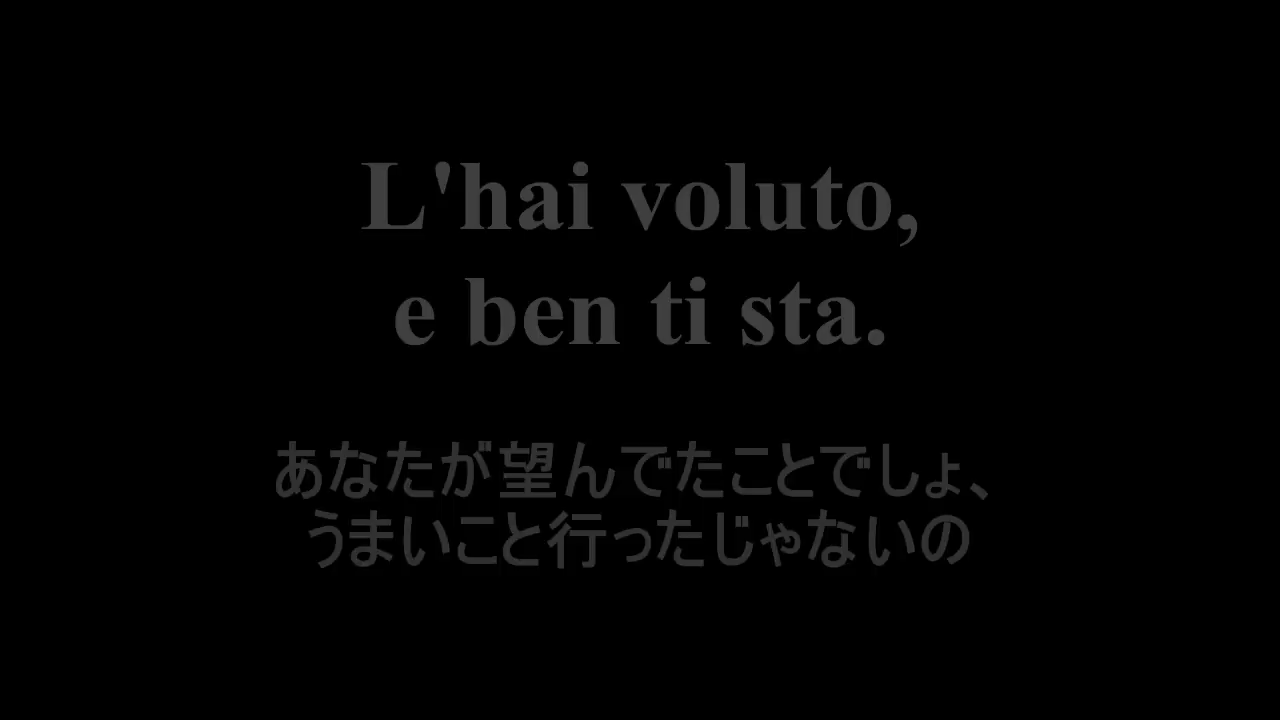 L'hai voluto,
e ben ti sta.
あなたが望んでたことでしょ、
うまいこと行ったじゃないの